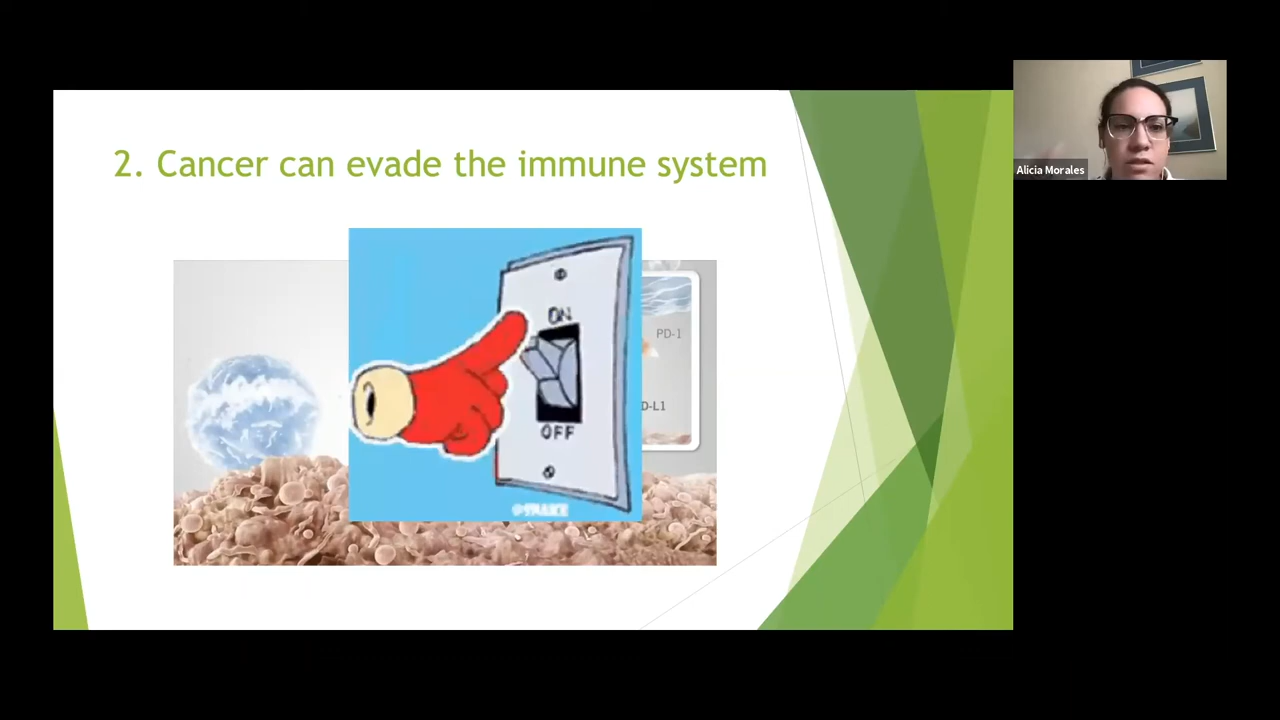 2. Cancer can evade the immune system
Alicia Morales
ON
PD-1
D-L1
OFF